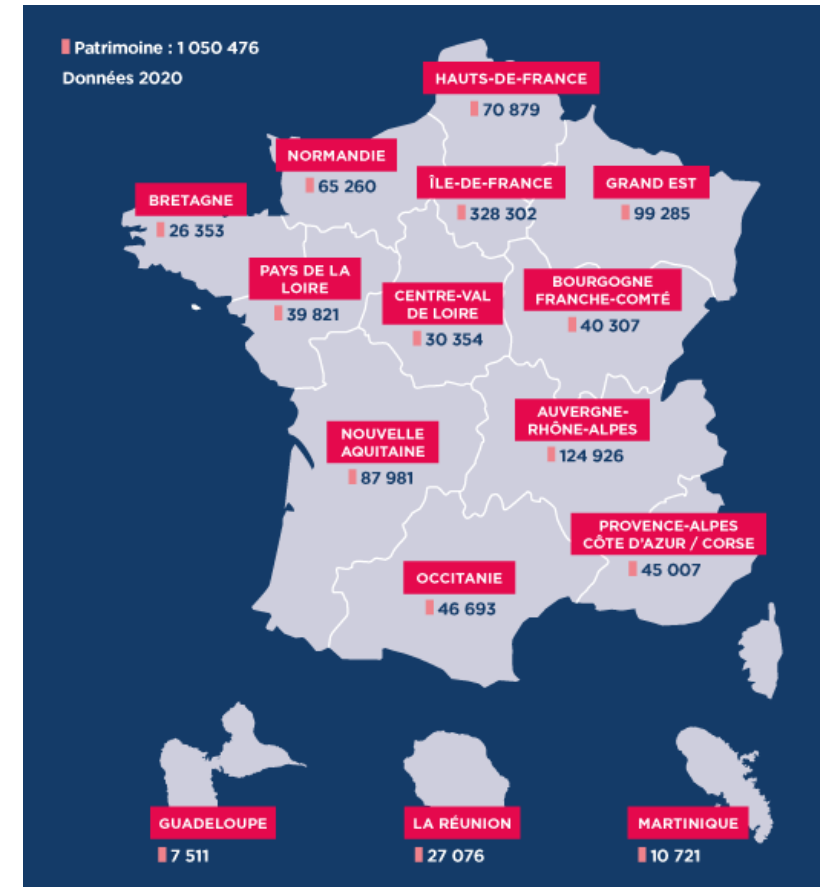 Patrimoine : 1 050 476
Données 2020
HAUTS-DE-FRANCE
70 879
NORMANDIE
65 260
ÎLE-DE-FRANCE
328 302
GRAND EST
99 285
BRETAGNE
26 353
PAYS DE LA
LOIRE
39 821
CENTRE-VAL
DE LOIRE
30 354
BOURGOGNE
FRANCHE-COMTÉ
40 307
NOUVELLE
AQUITAINE
87 981
AUVERGNE-
RHÔNE-ALPES
124 926
PROVENCE-ALPES
CÔTE D'AZUR / CORSE
45 007
OCCITANIE
46 693
GUADELOUPE
7 511
LA RÉUNION
27 076
MARTINIQUE
10 721